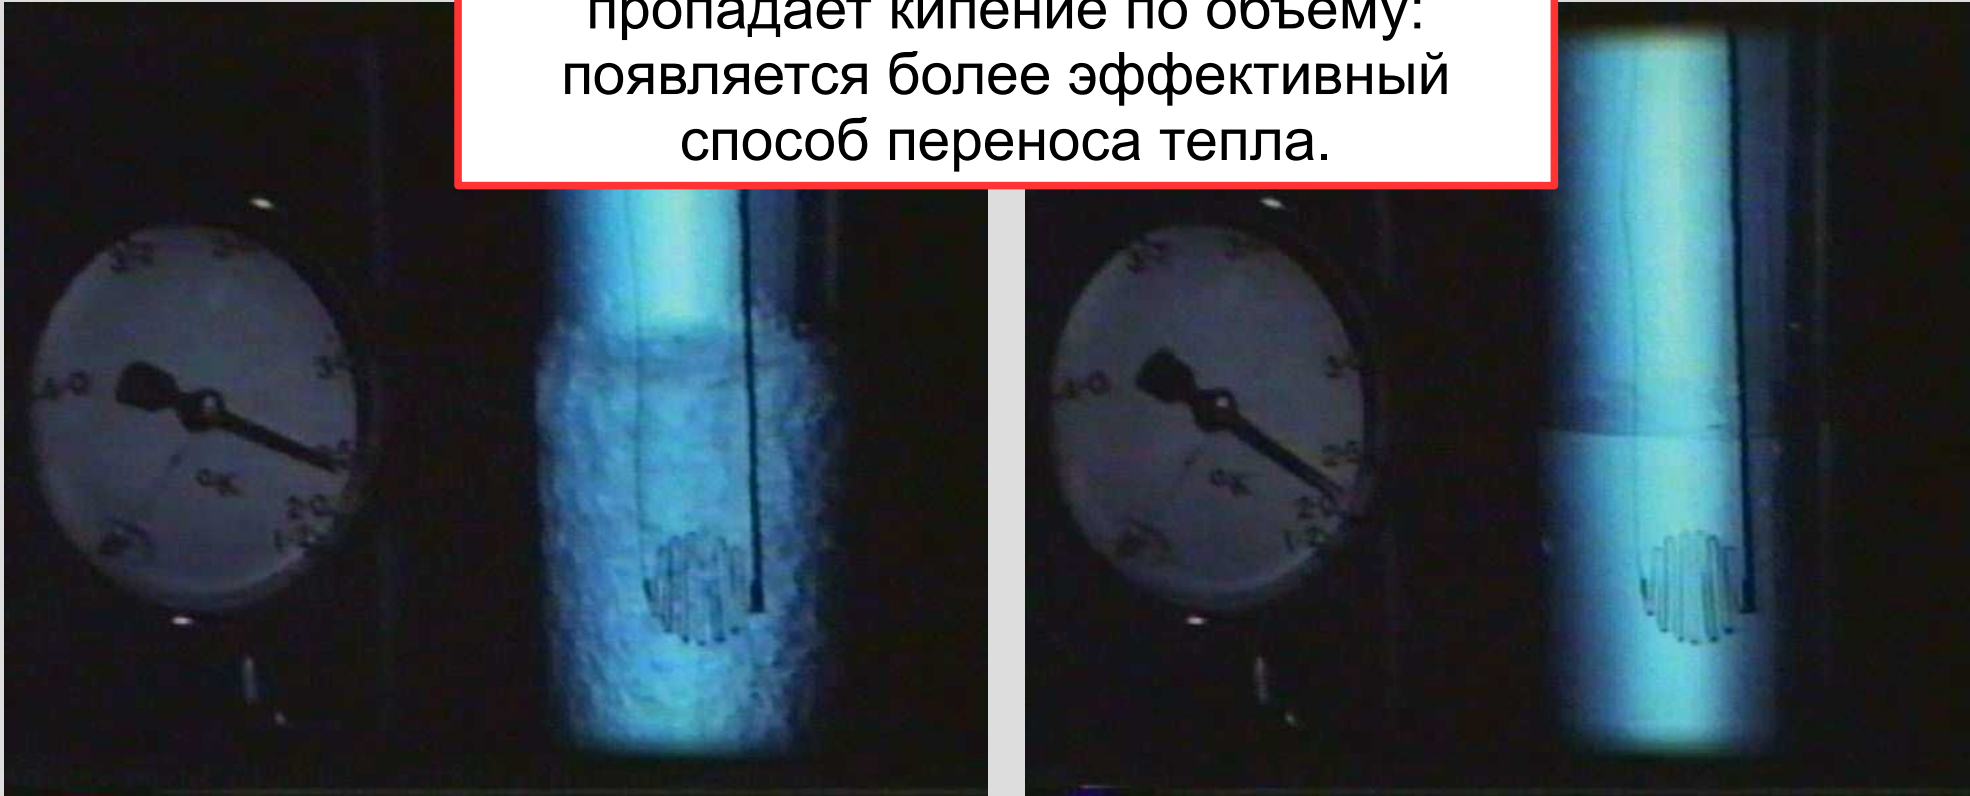 пропадает кипение по объему:
появляется более эффективный
способ переноса тепла.